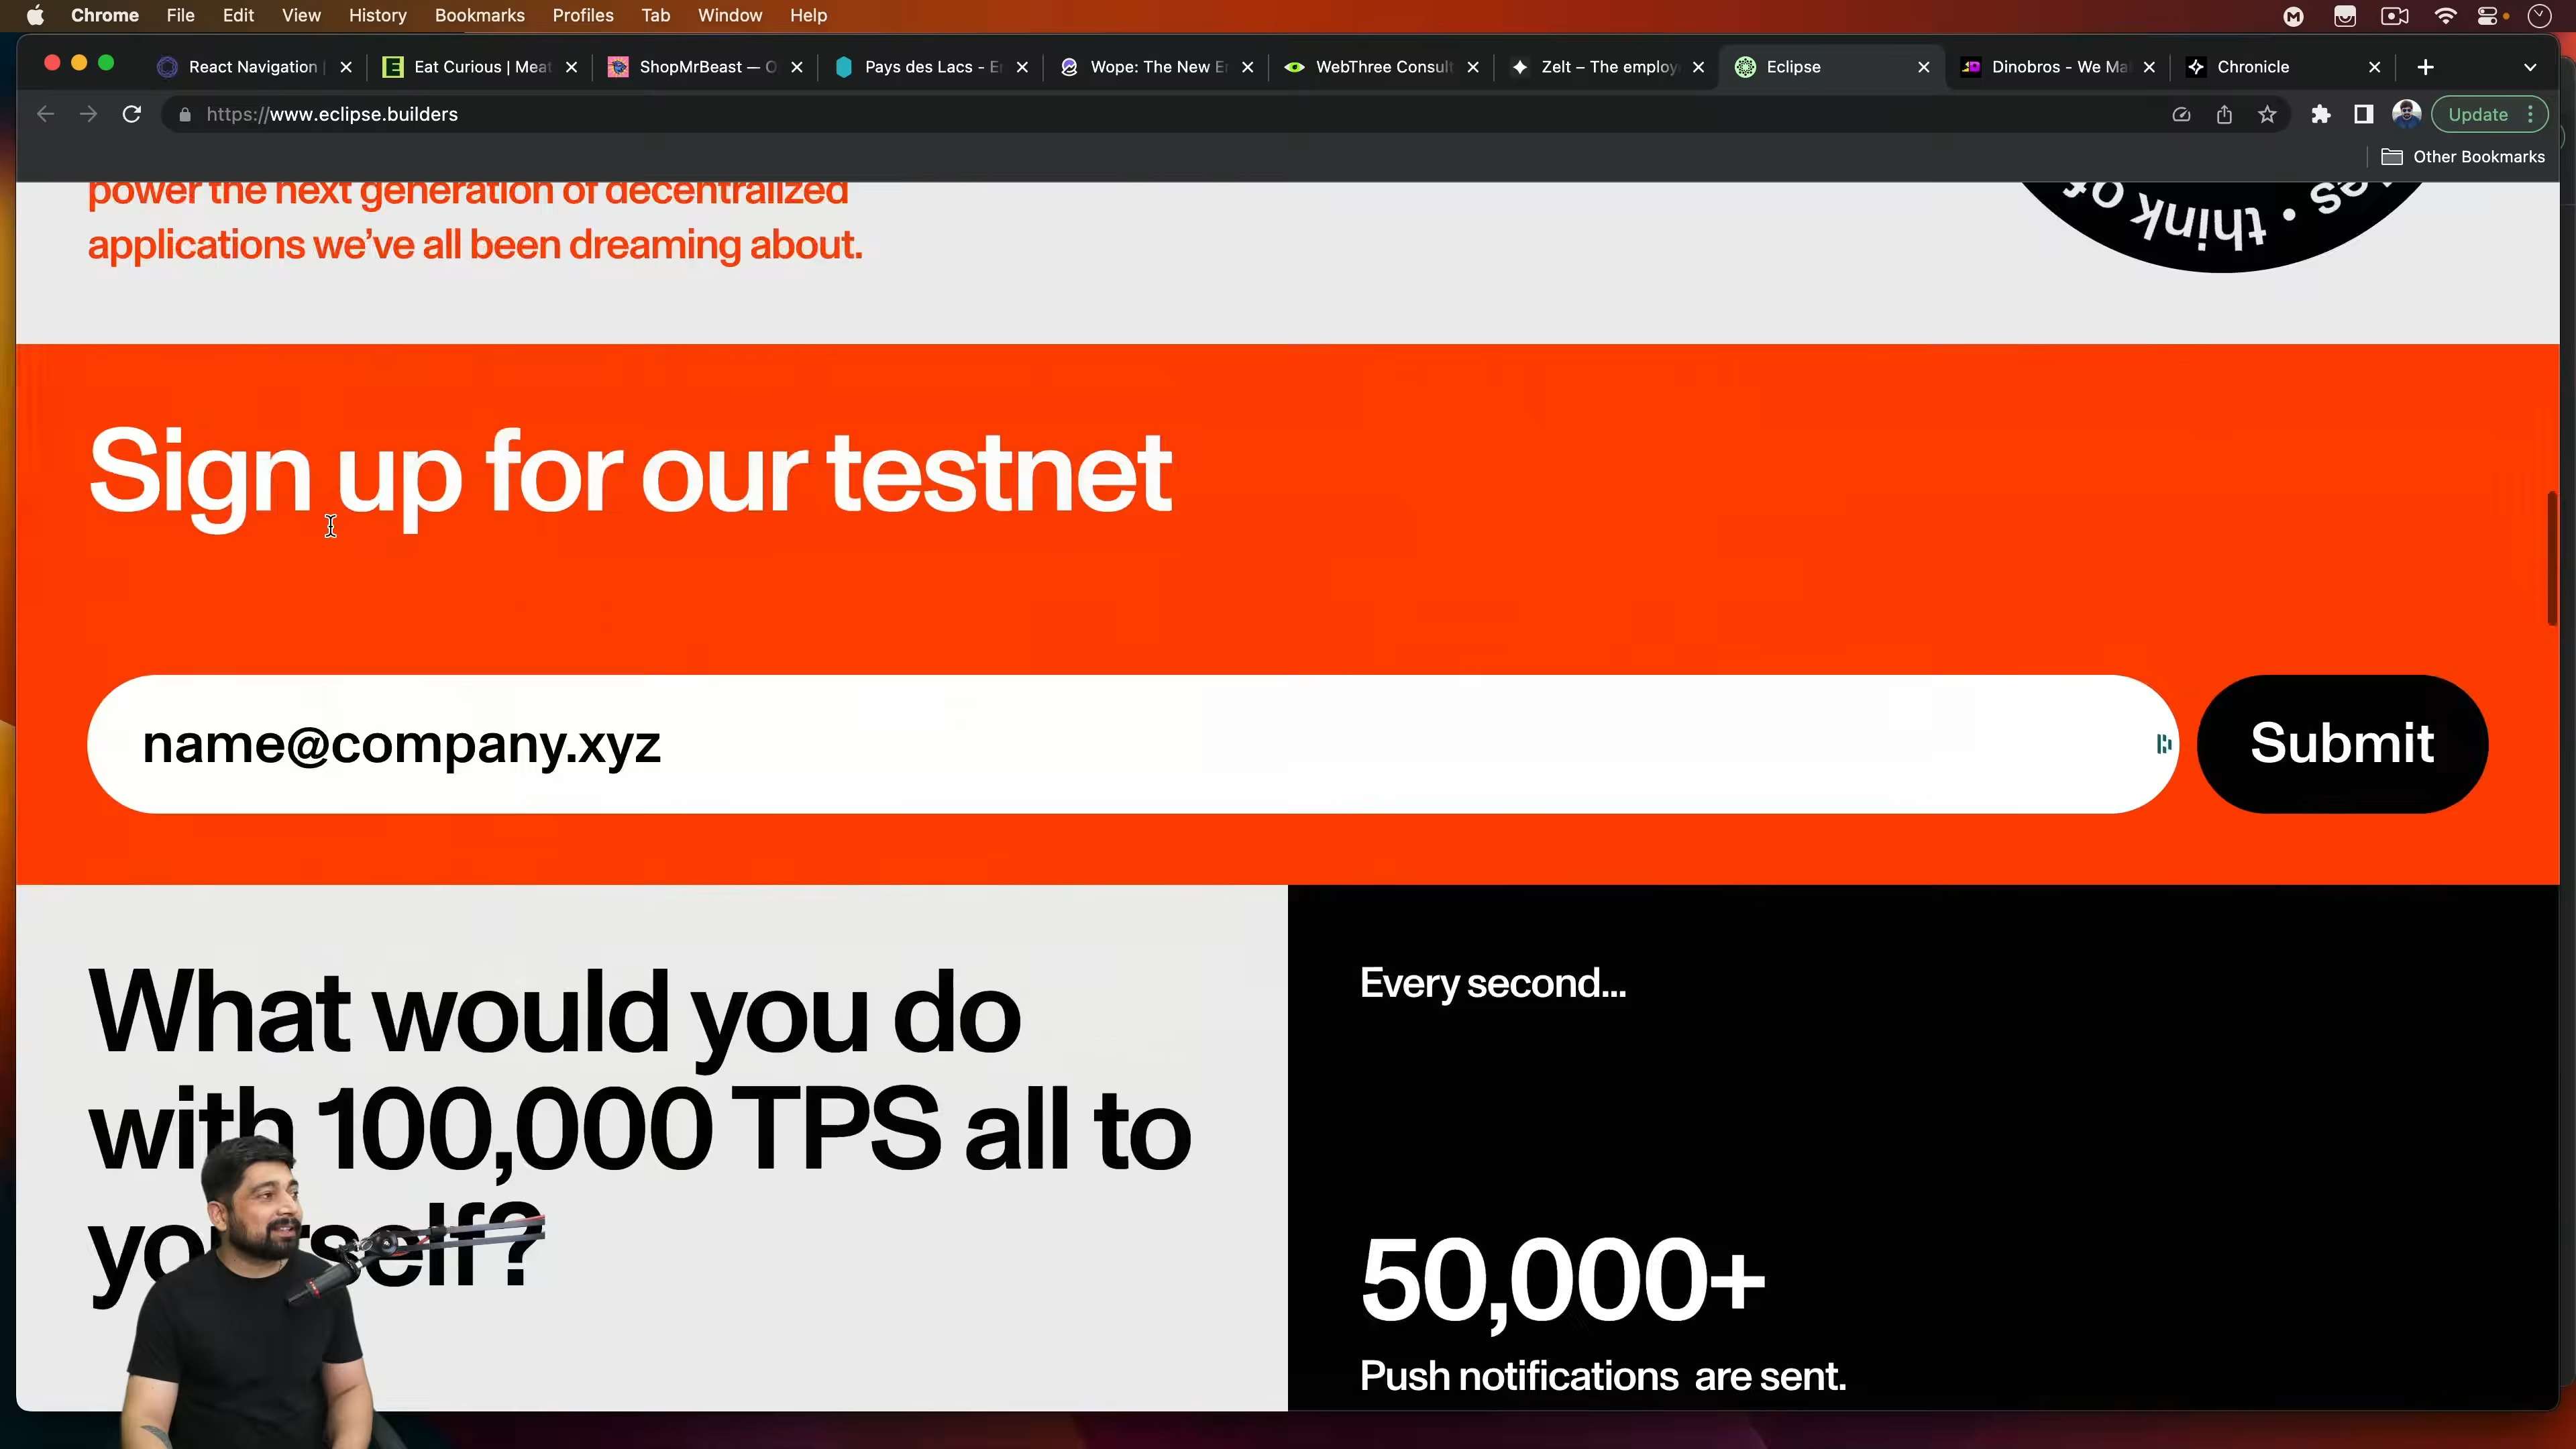 Chrome File Edit View History Bookmarks Profiles Tab Window Help
React Navigation Eat Curious | Meat ShopMrBeast — O Pays des Lacs - E Wope: The New E WebThree Consult Zelt – The employ Eclipse Dinobros - We Ma Chronicle
https://www.eclipse.builders
Update
Other Bookmarks
power the next generation of decentralized
applications we’ve all been dreaming about.
think of
Sign up for our testnet
name@company.xyz
Submit
What would you do
with 100,000 TPS all to
yourself?
Every second...
50,000+
Push notifications are sent.